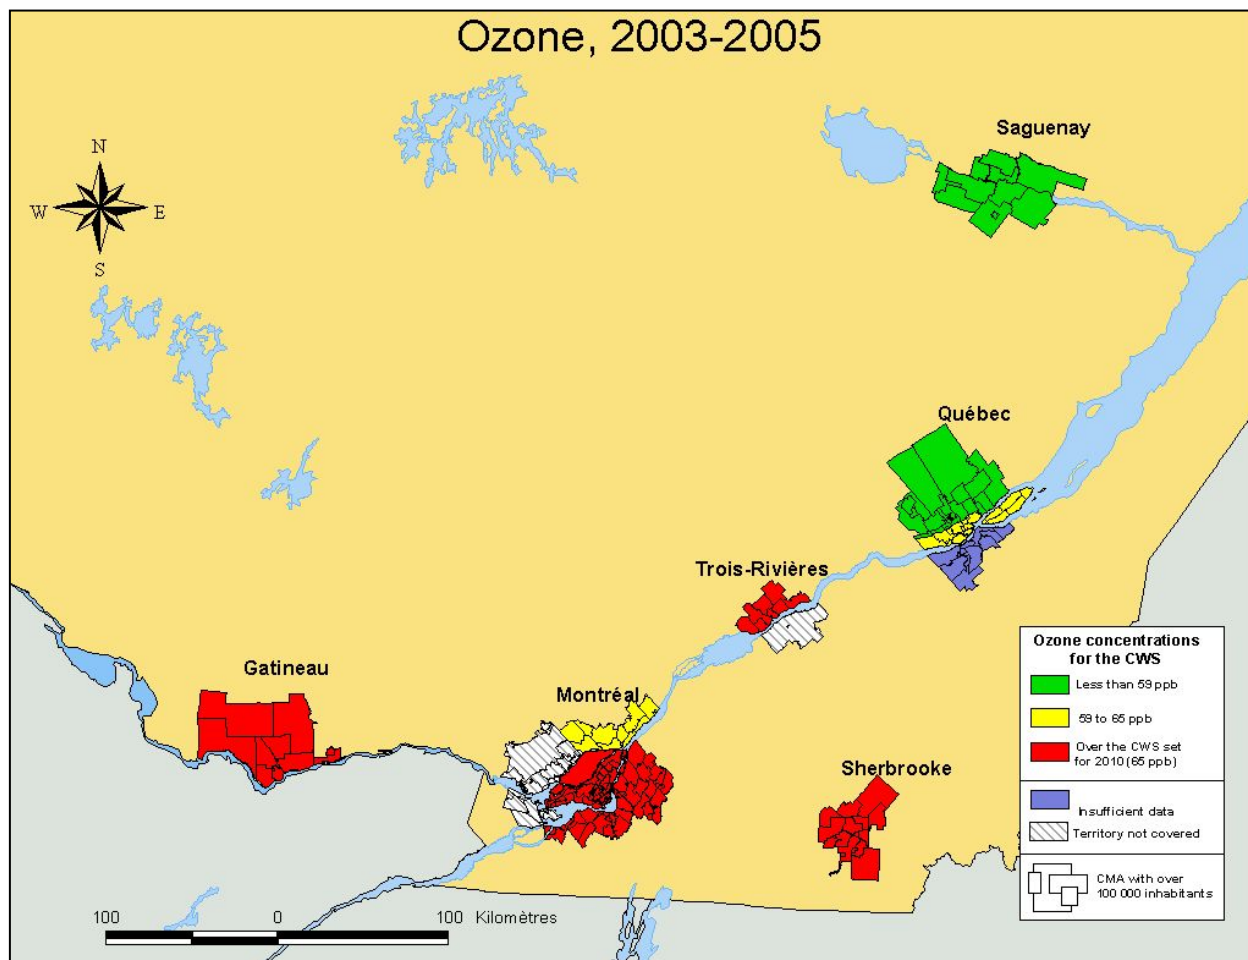 Ozone, 2003-2005
Saguenay
N
W
E
S
Québec
Trois-Rivières
Gatineau
Montréal
Sherbrooke
Ozone concentrations
for the CWS
Less than 59 ppb
59 to 65 ppb
Over the CWS set
for 2010 (65 ppb)
Insufficient data
Territory not covered
CMA with over
100 000 inhabitants
100 0 100 Kilomètres